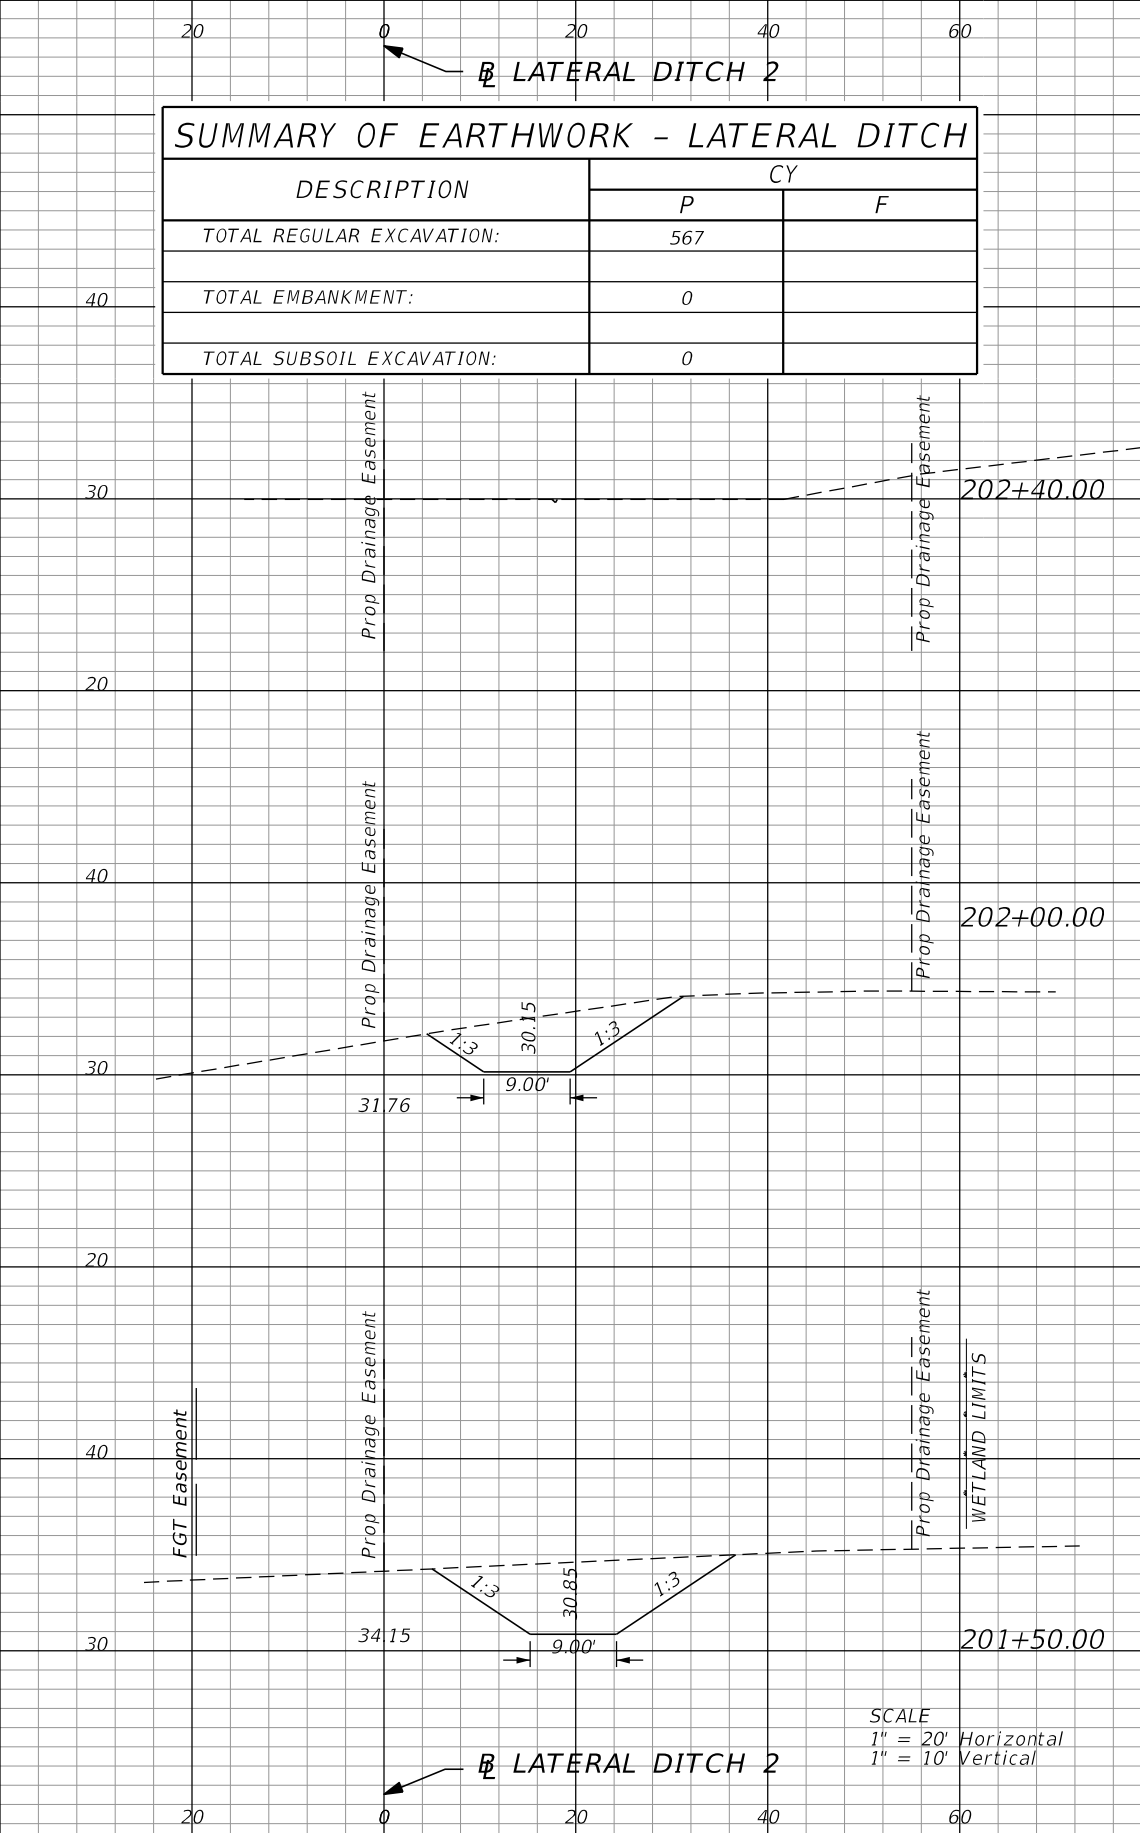 20 0 20 40 60
BL LATERAL DITCH 2
SUMMARY OF EARTHWORK - LATERAL DITCH
DESCRIPTION
CY
P F
TOTAL REGULAR EXCAVATION: 567
TOTAL EMBANKMENT: 0
TOTAL SUBSOIL EXCAVATION: 0
40
Prop Drainage Easement
Prop Drainage Easement
30
202+40.00
20
Prop Drainage Easement
Prop Drainage Easement
40
202+00.00
30.15
1:3
1:3
30
9.00'
31.76
20
Prop Drainage Easement
Prop Drainage Easement
WETLAND LIMITS
FGT Easement
40
30.85
1:3
1:3
34.15
9.00'
30
201+50.00
SCALE
1" = 20' Horizontal
1" = 10' Vertical
BL LATERAL DITCH 2
20 0 20 40 60